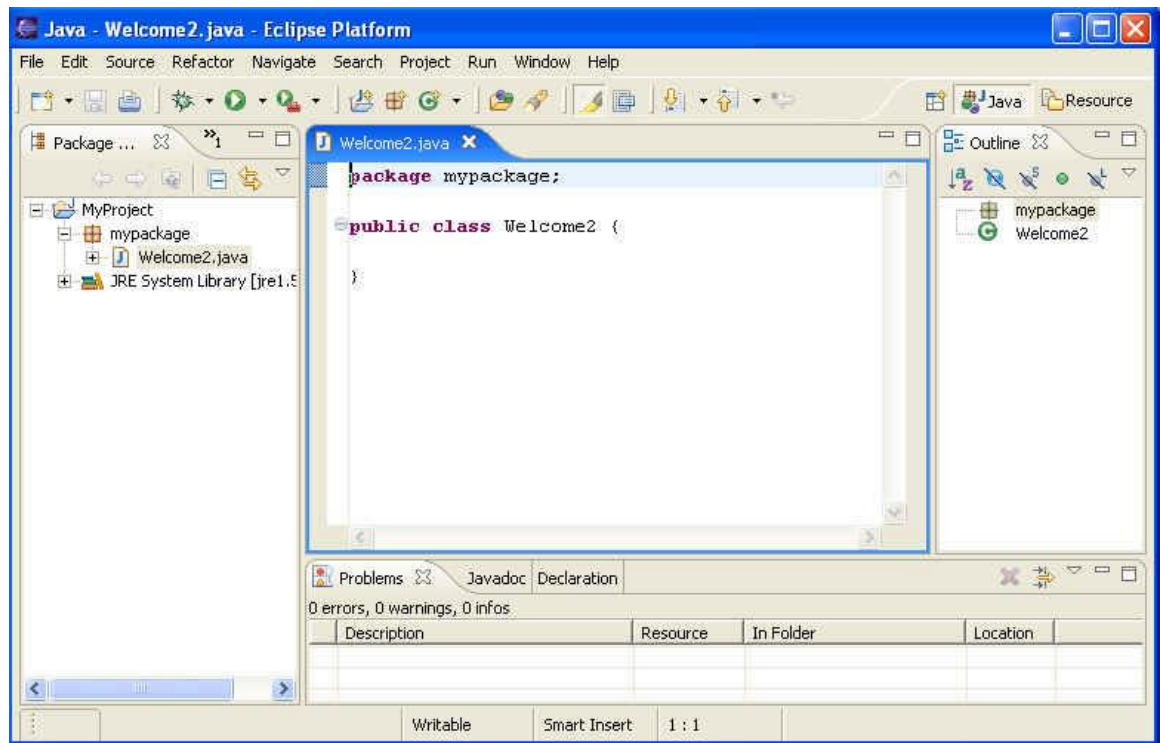 Java - Welcome2.java - Eclipse Platform
File Edit Source Refactor Navigate Search Project Run Window Help
Java Resource
Package ... »1
MyProject
mypackage
Welcome2.java
JRE System Library [jre1.5
Welcome2.java
package mypackage;
public class Welcome2 {
}
Outline
mypackage
Welcome2
Problems Javadoc Declaration
0 errors, 0 warnings, 0 infos
Description Resource In Folder Location
Writable Smart Insert 1 : 1